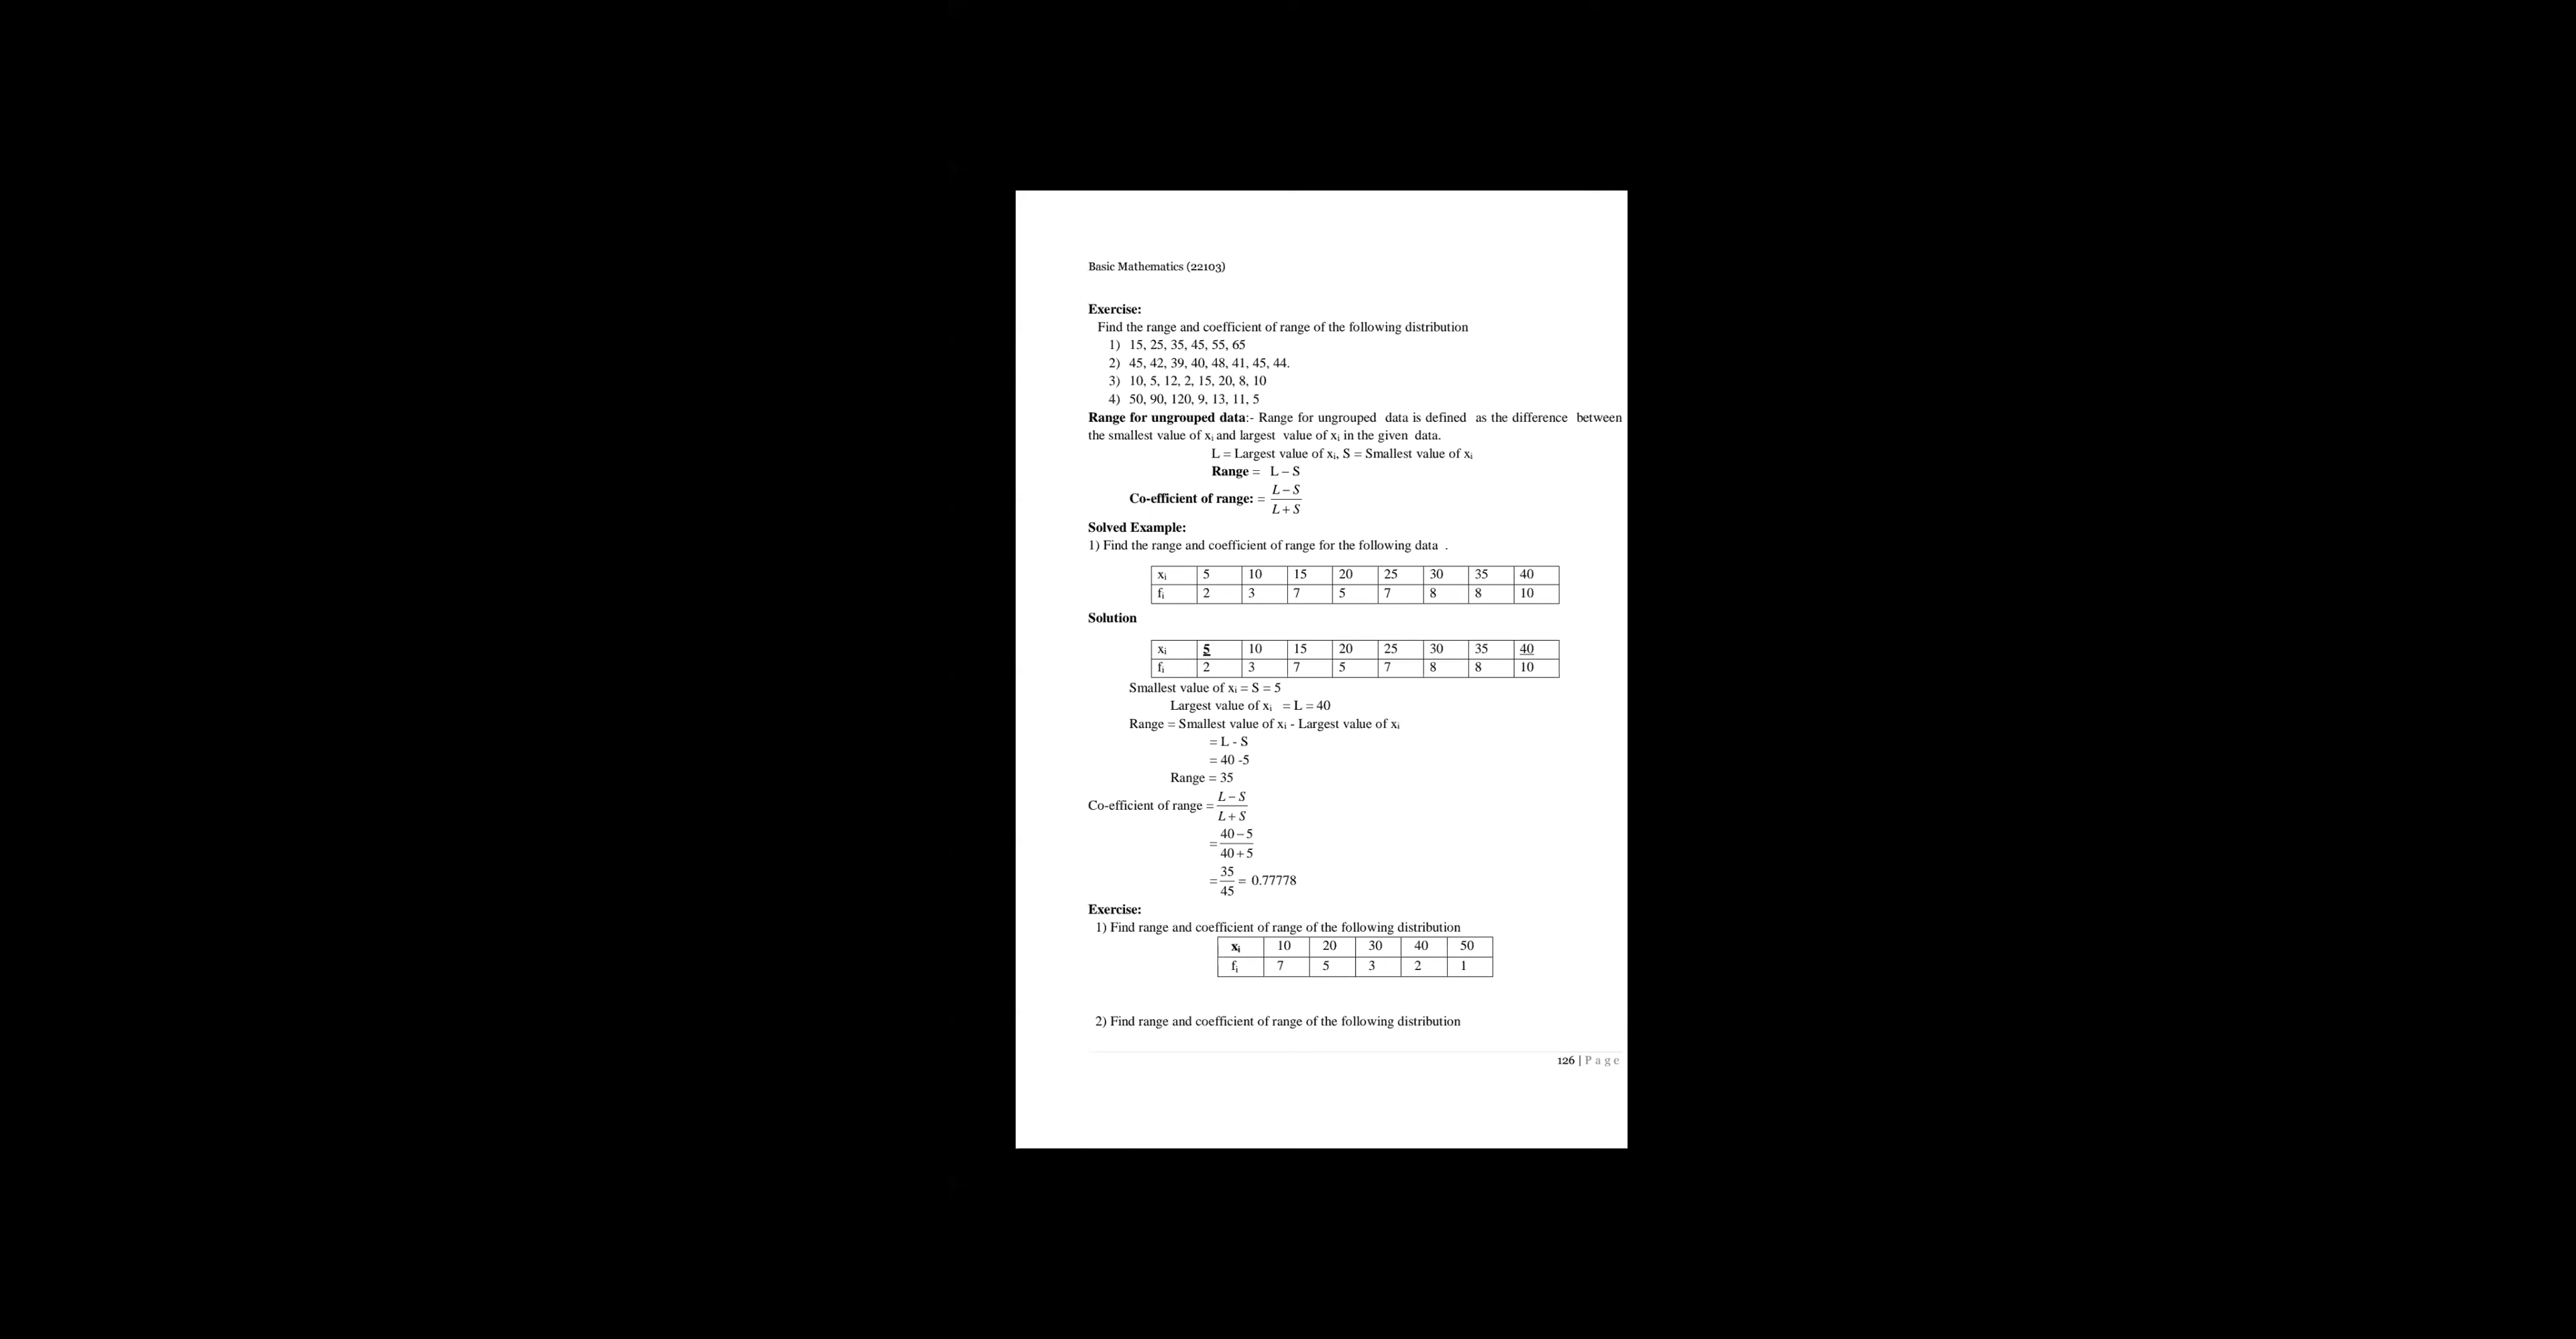 Basic Mathematics (22103)
Exercise:
Find the range and coefficient of range of the following distribution
1) 15, 25, 35, 45, 55, 65
2) 45, 42, 39, 40, 48, 41, 45, 44.
3) 10, 5, 12, 2, 15, 20, 8, 10
4) 50, 90, 120, 9, 13, 11, 5
Range for ungrouped data:- Range for ungrouped data is defined as the difference between
the smallest value of xᵢ and largest value of xᵢ in the given data.
L = Largest value of xᵢ, S = Smallest value of xᵢ
Range = L – S
Co-efficient of range: = L – S
L + S
Solved Example:
1) Find the range and coefficient of range for the following data .
xᵢ 5 10 15 20 25 30 35 40
fᵢ 2 3 7 5 7 8 8 10
Solution
xᵢ 5 10 15 20 25 30 35 40
fᵢ 2 3 7 5 7 8 8 10
Smallest value of xᵢ = S = 5
Largest value of xᵢ = L = 40
Range = Smallest value of xᵢ - Largest value of xᵢ
= L - S
= 40 -5
Range = 35
Co-efficient of range = L – S
L + S
= 40 – 5
40 + 5
= 35
45 = 0.77778
Exercise:
1) Find range and coefficient of range of the following distribution
xᵢ 10 20 30 40 50
fᵢ 7 5 3 2 1
2) Find range and coefficient of range of the following distribution
126 | Page